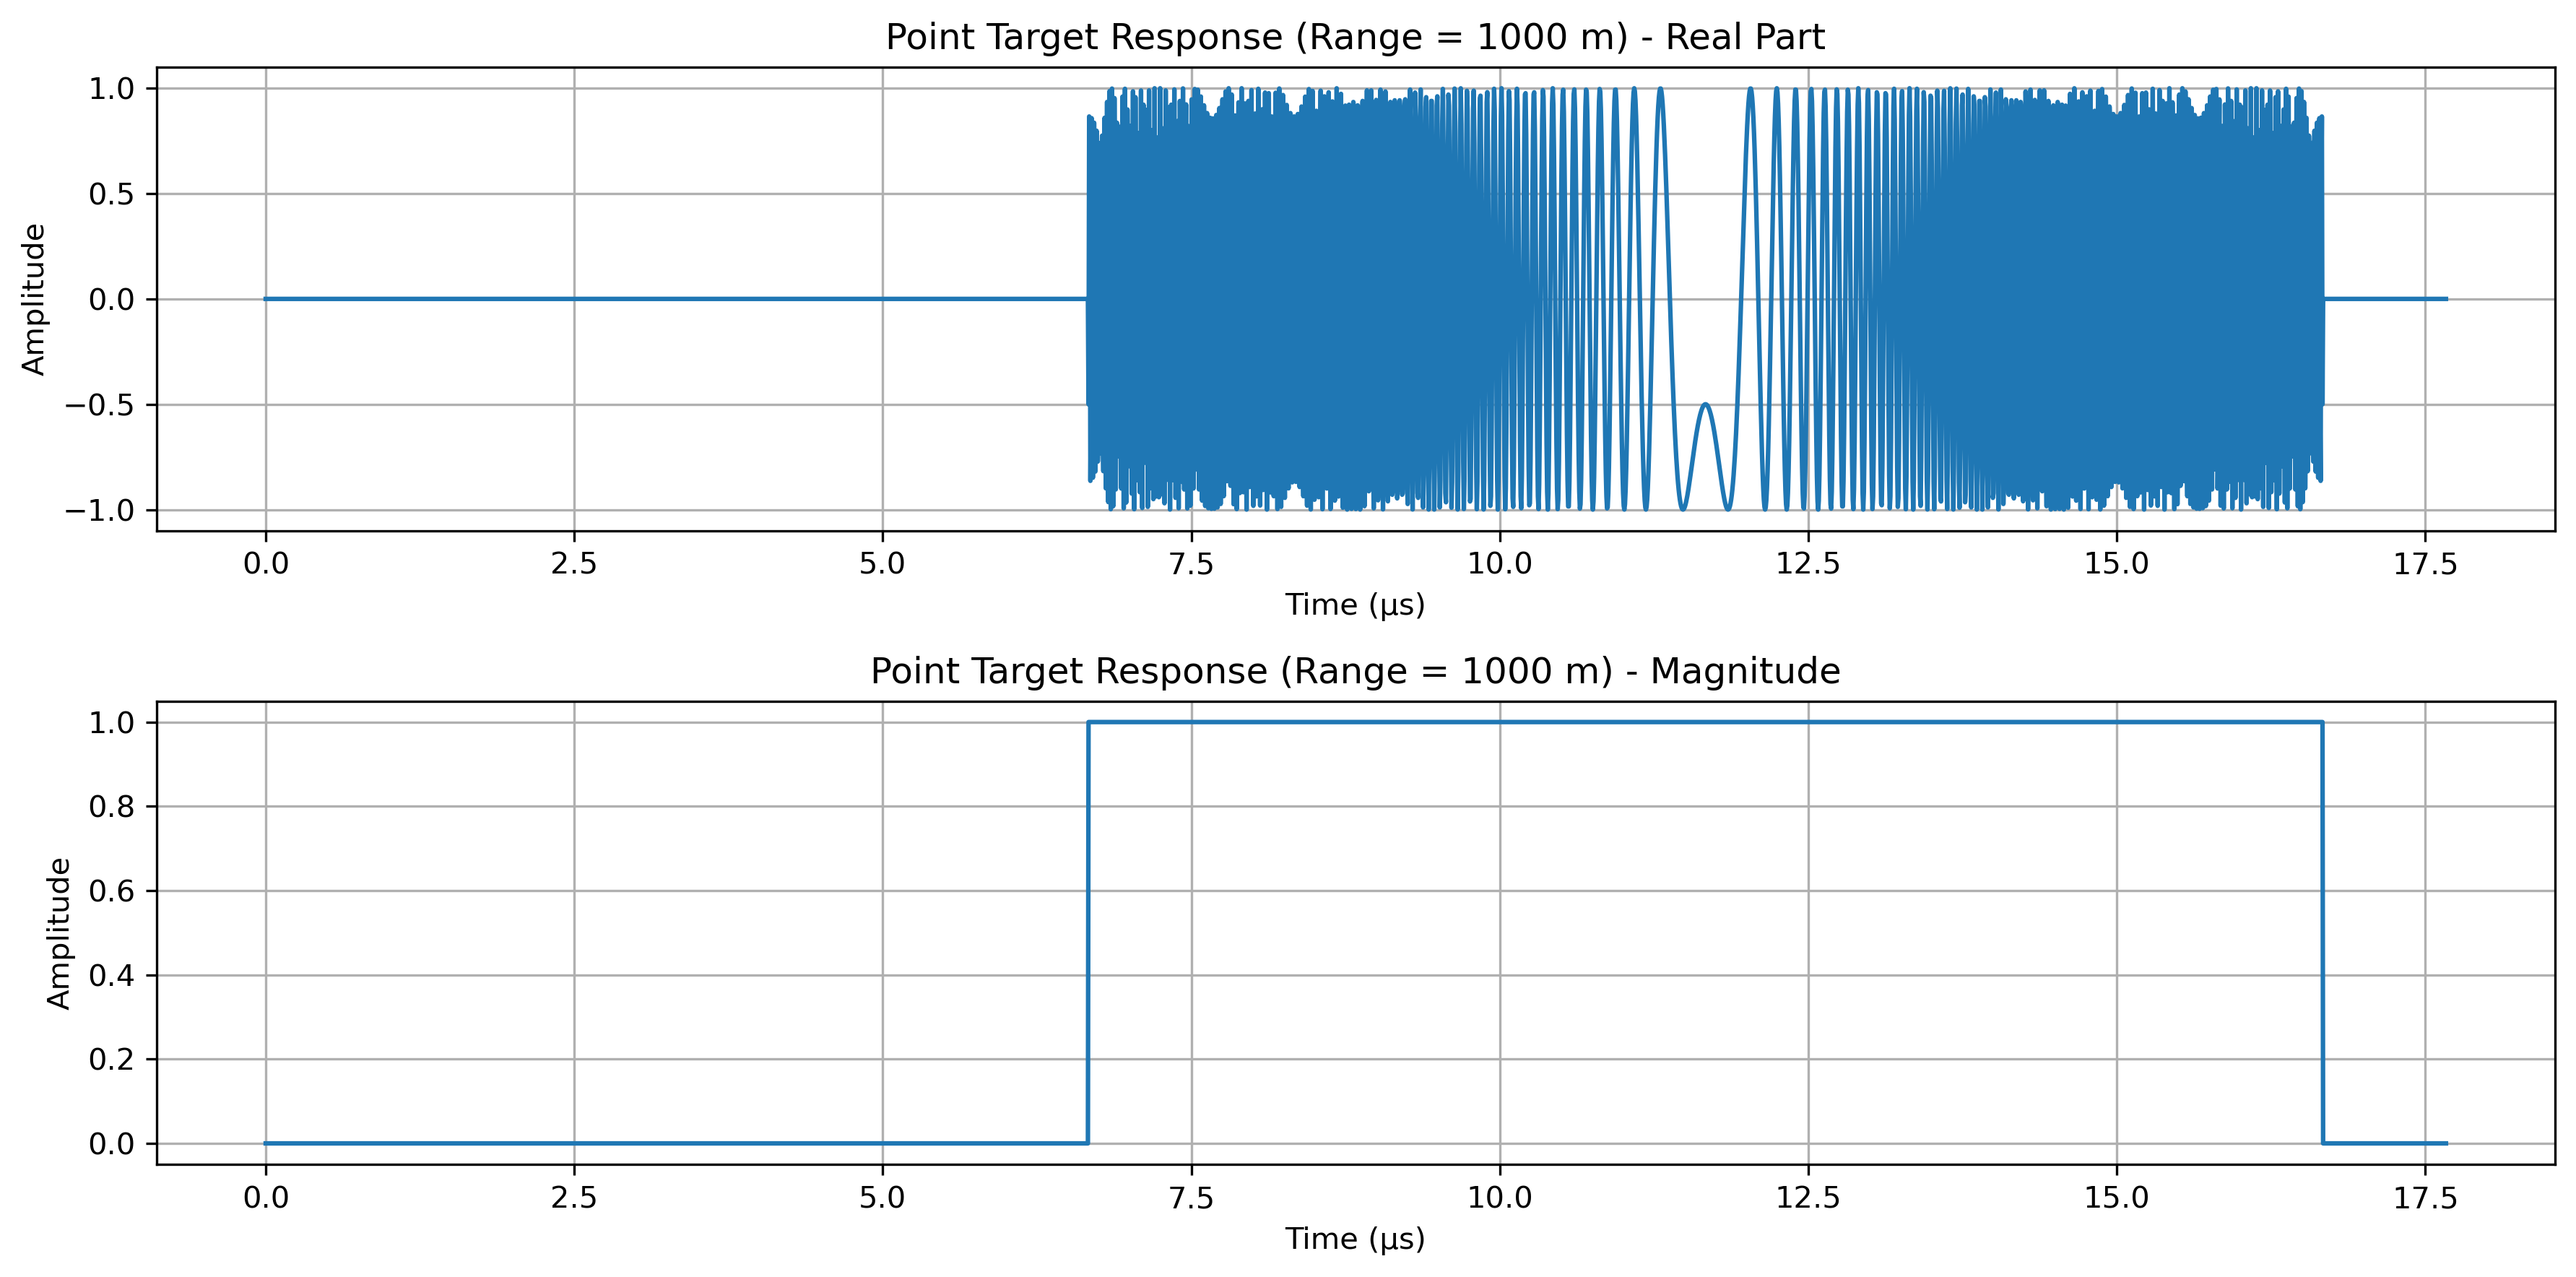 Point Target Response (Range = 1000 m) - Real Part
1.0
0.5
0.0
−0.5
−1.0
Amplitude
0.0 2.5 5.0 7.5 10.0 12.5 15.0 17.5
Time (μs)
Point Target Response (Range = 1000 m) - Magnitude
1.0
0.8
0.6
0.4
0.2
0.0
Amplitude
0.0 2.5 5.0 7.5 10.0 12.5 15.0 17.5
Time (μs)